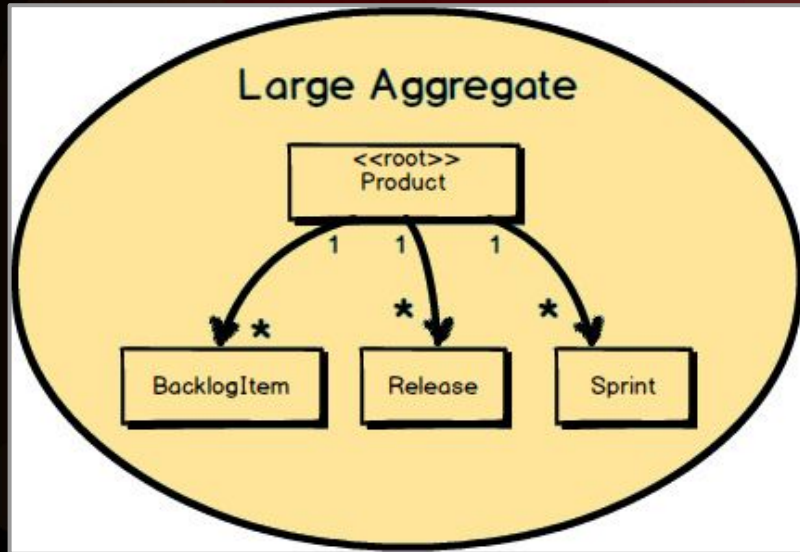 Large Aggregate
<<root>>
Product
1 1 1
* * *
BacklogItem Release Sprint